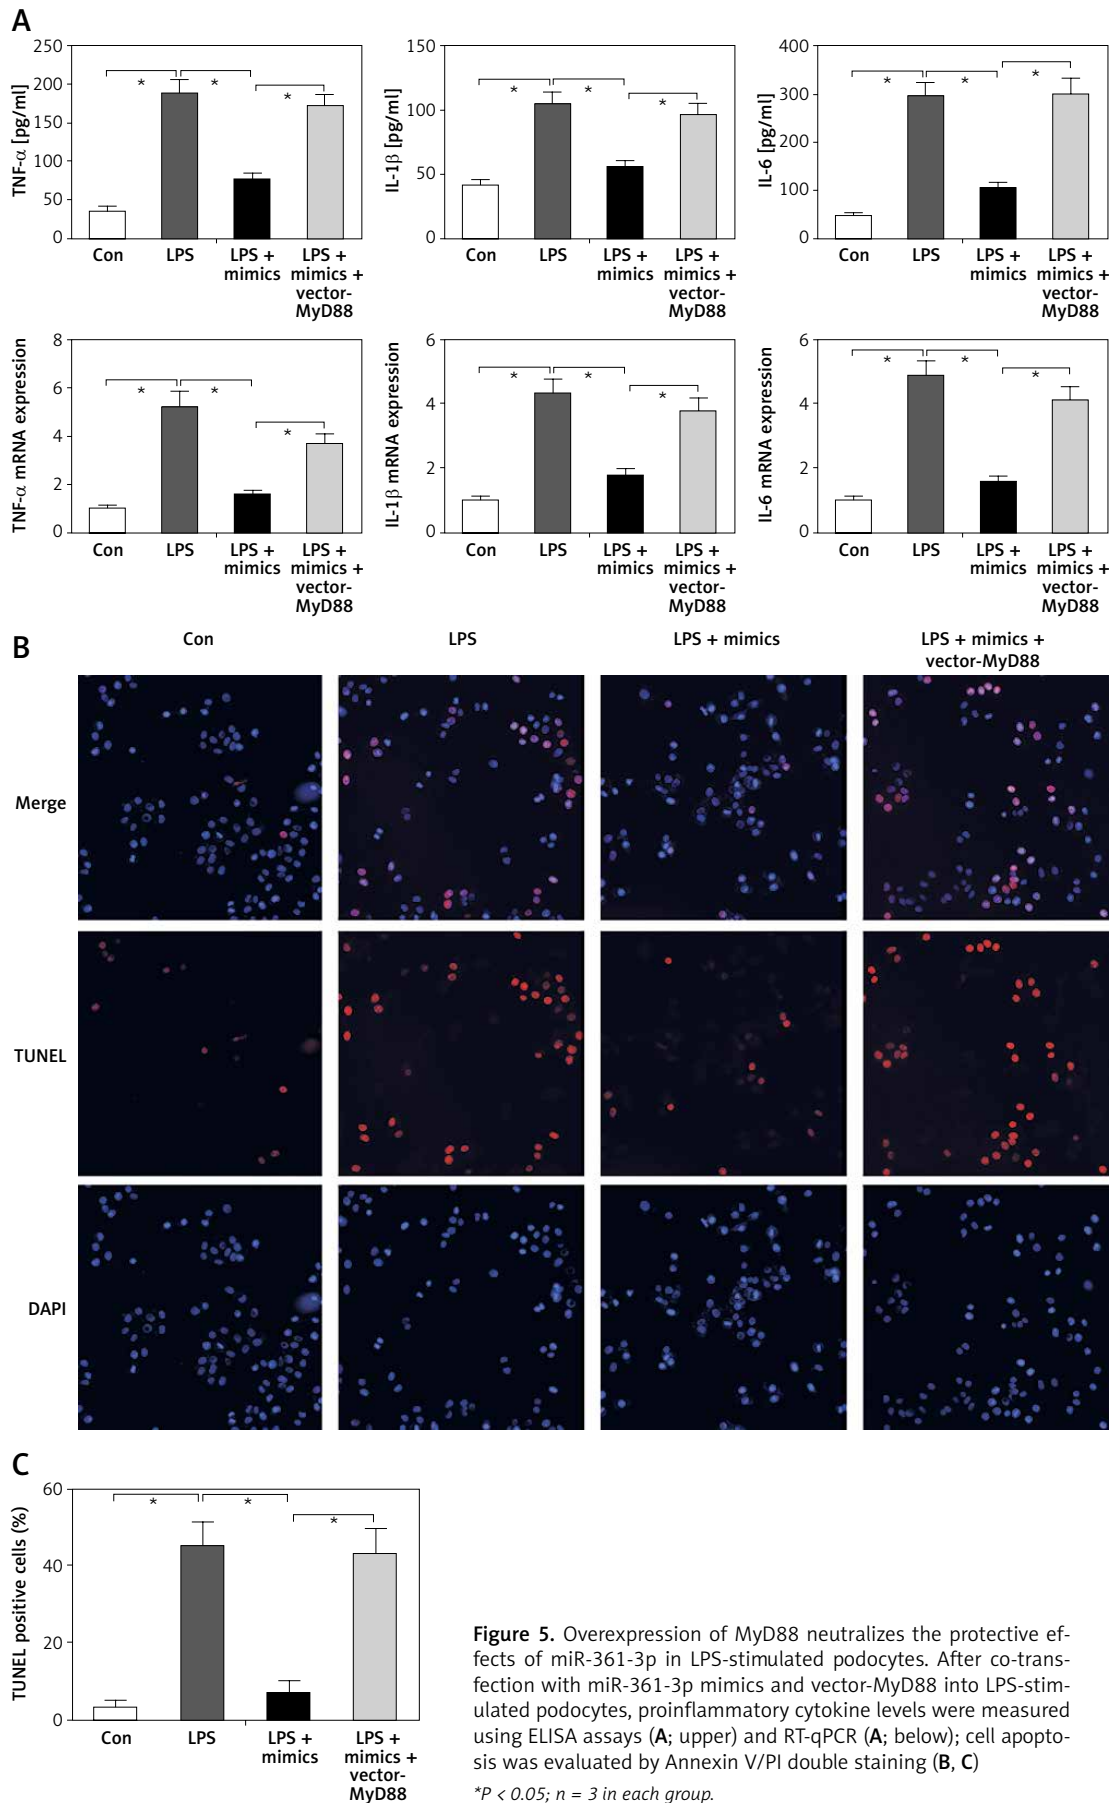 A
TNF-α [pg/ml]
250
200
150
100
50
0
*
*
*
Con
LPS
LPS +
mimics
LPS +
mimics +
vector-
MyD88
IL-1β [pg/ml]
150
100
50
0
*
*
*
Con
LPS
LPS +
mimics
LPS +
mimics +
vector-
MyD88
IL-6 [pg/ml]
400
300
200
100
0
*
*
*
Con
LPS
LPS +
mimics
LPS +
mimics +
vector-
MyD88
TNF-α mRNA expression
8
6
4
2
0
*
*
*
Con
LPS
LPS +
mimics
LPS +
mimics +
vector-
MyD88
IL-1β mRNA expression
6
4
2
0
*
*
*
Con
LPS
LPS +
mimics
LPS +
mimics +
vector-
MyD88
IL-6 mRNA expression
6
4
2
0
*
*
*
Con
LPS
LPS +
mimics
LPS +
mimics +
vector-
MyD88
B
Con
LPS
LPS + mimics
LPS + mimics +
vector-MyD88
Merge
TUNEL
DAPI
C
TUNEL positive cells (%)
60
40
20
0
*
*
*
Con
LPS
LPS +
mimics
LPS +
mimics +
vector-
MyD88
Figure 5. Overexpression of MyD88 neutralizes the protective ef-
fects of miR-361-3p in LPS-stimulated podocytes. After co-trans-
fection with miR-361-3p mimics and vector-MyD88 into LPS-stim-
ulated podocytes, proinflammatory cytokine levels were measured
using ELISA assays (A; upper) and RT-qPCR (A; below); cell apopto-
sis was evaluated by Annexin V/PI double staining (B, C)
*P < 0.05; n = 3 in each group.